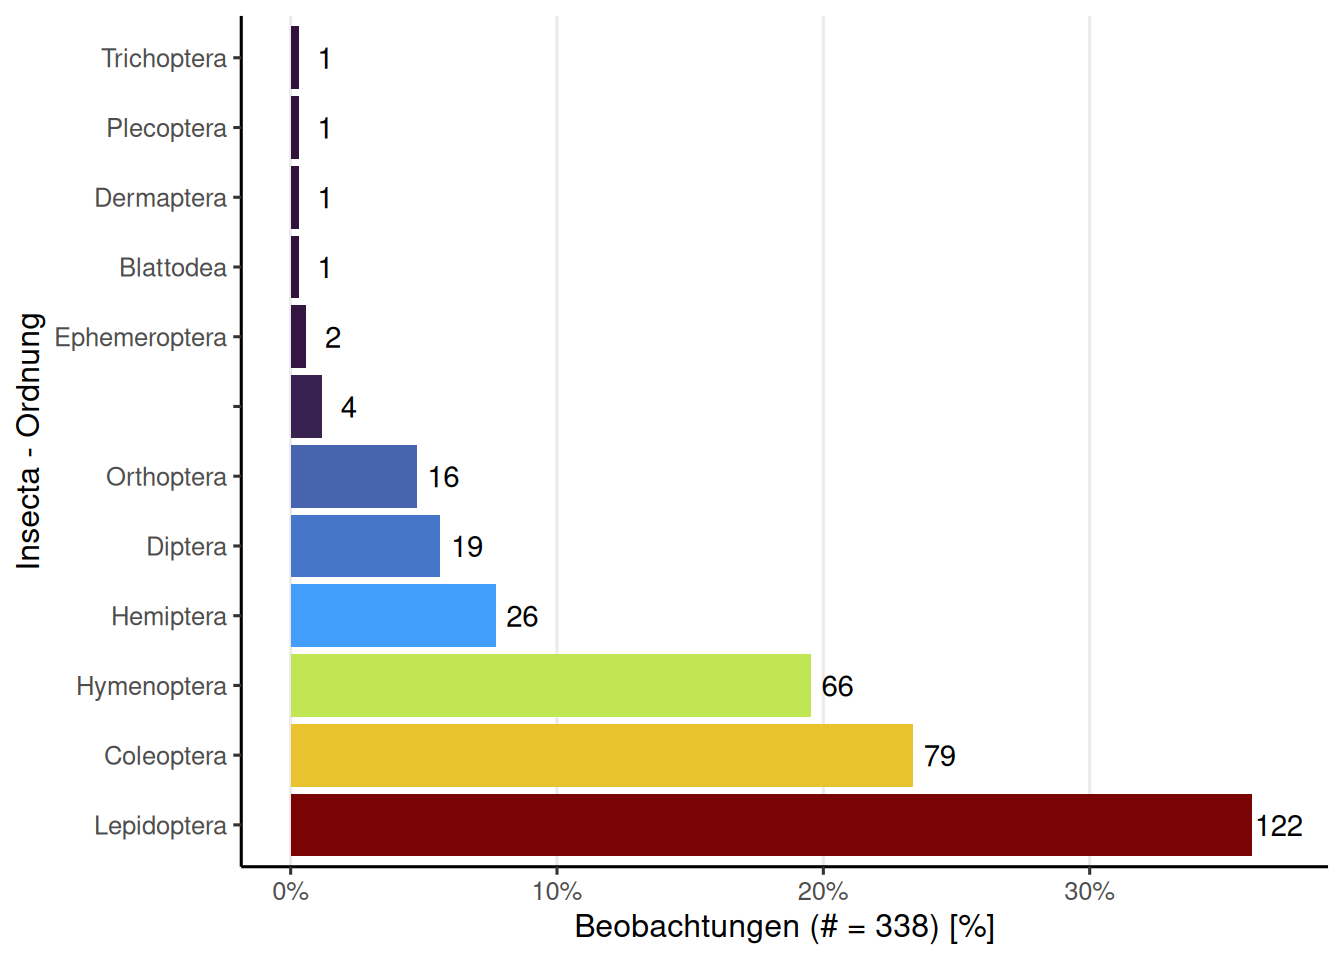 Trichoptera 1
Plecoptera 1
Dermaptera 1
Blattodea 1
Ephemeroptera 2
4
Orthoptera 16
Diptera 19
Hemiptera 26
Hymenoptera 66
Coleoptera 79
Lepidoptera 122
Insecta - Ordnung
0% 10% 20% 30%
Beobachtungen (# = 338) [%]